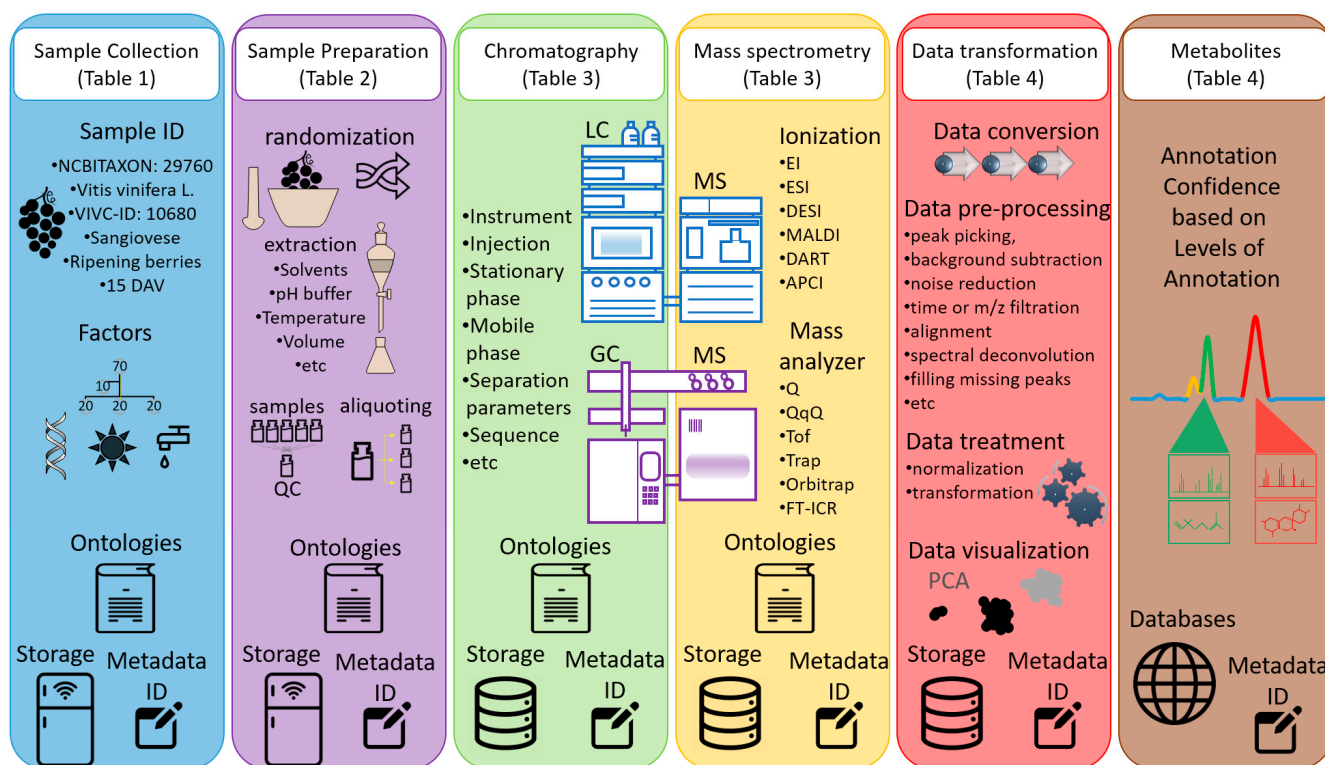 Sample Collection
(Table 1)
Sample ID
•NCBITAXON: 29760
•Vitis vinifera L.
•VIVC-ID: 10680
•Sangiovese
•Ripening berries
•15 DAV
Factors
70
10
20 20 20
Ontologies
Storage
Metadata
ID
Sample Preparation
(Table 2)
randomization
extraction
•Solvents
•pH buffer
•Temperature
•Volume
•etc
samples
aliquoting
QC
Ontologies
Storage
Metadata
ID
Chromatography
(Table 3)
LC
•Instrument
•Injection
•Stationary
phase
•Mobile
phase
•Separation
parameters
•Sequence
•etc
GC
Ontologies
Storage
Metadata
ID
Mass spectrometry
(Table 3)
MS
Ionization
•EI
•ESI
•DESI
•MALDI
•DART
•APCI
MS
Mass
analyzer
•Q
•QqQ
•Tof
•Trap
•Orbitrap
•FT-ICR
Ontologies
Storage
Metadata
ID
Data transformation
(Table 4)
Data conversion
Data pre-processing
•peak picking,
•background subtraction
•noise reduction
•time or m/z filtration
•alignment
•spectral deconvolution
•filling missing peaks
•etc
Data treatment
•normalization
•transformation
Data visualization
PCA
Storage
Metadata
ID
Metabolites
(Table 4)
Annotation
Confidence
based on
Levels of
Annotation
Databases
Metadata
ID